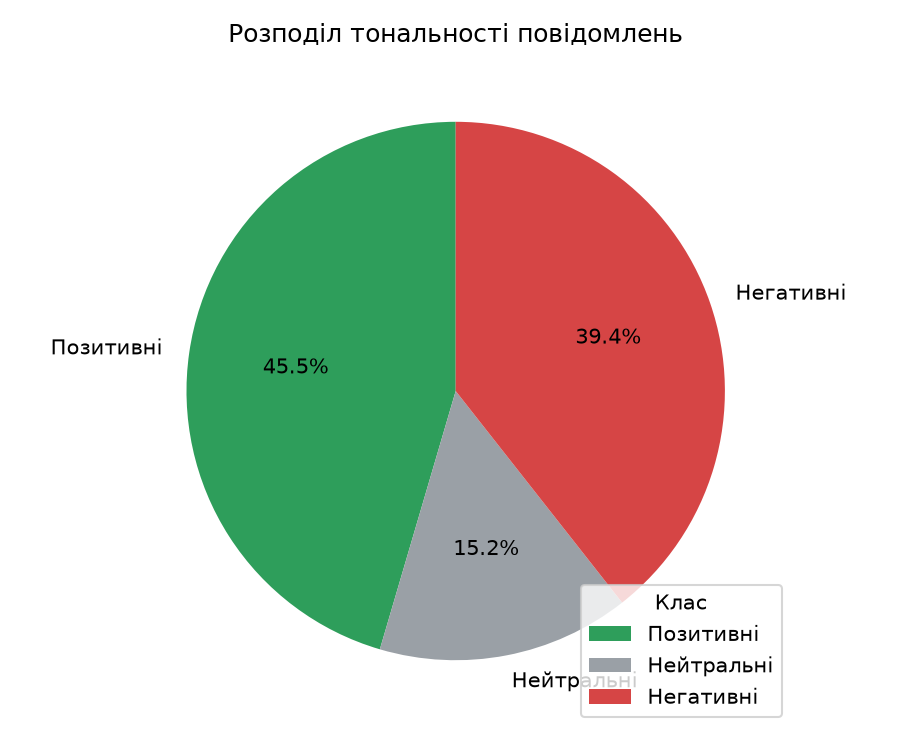 Розподіл тональності повідомлень
Негативні
39.4%
Позитивні
45.5%
15.2%
Нейтральні
Клас
Позитивні
Нейтральні
Негативні